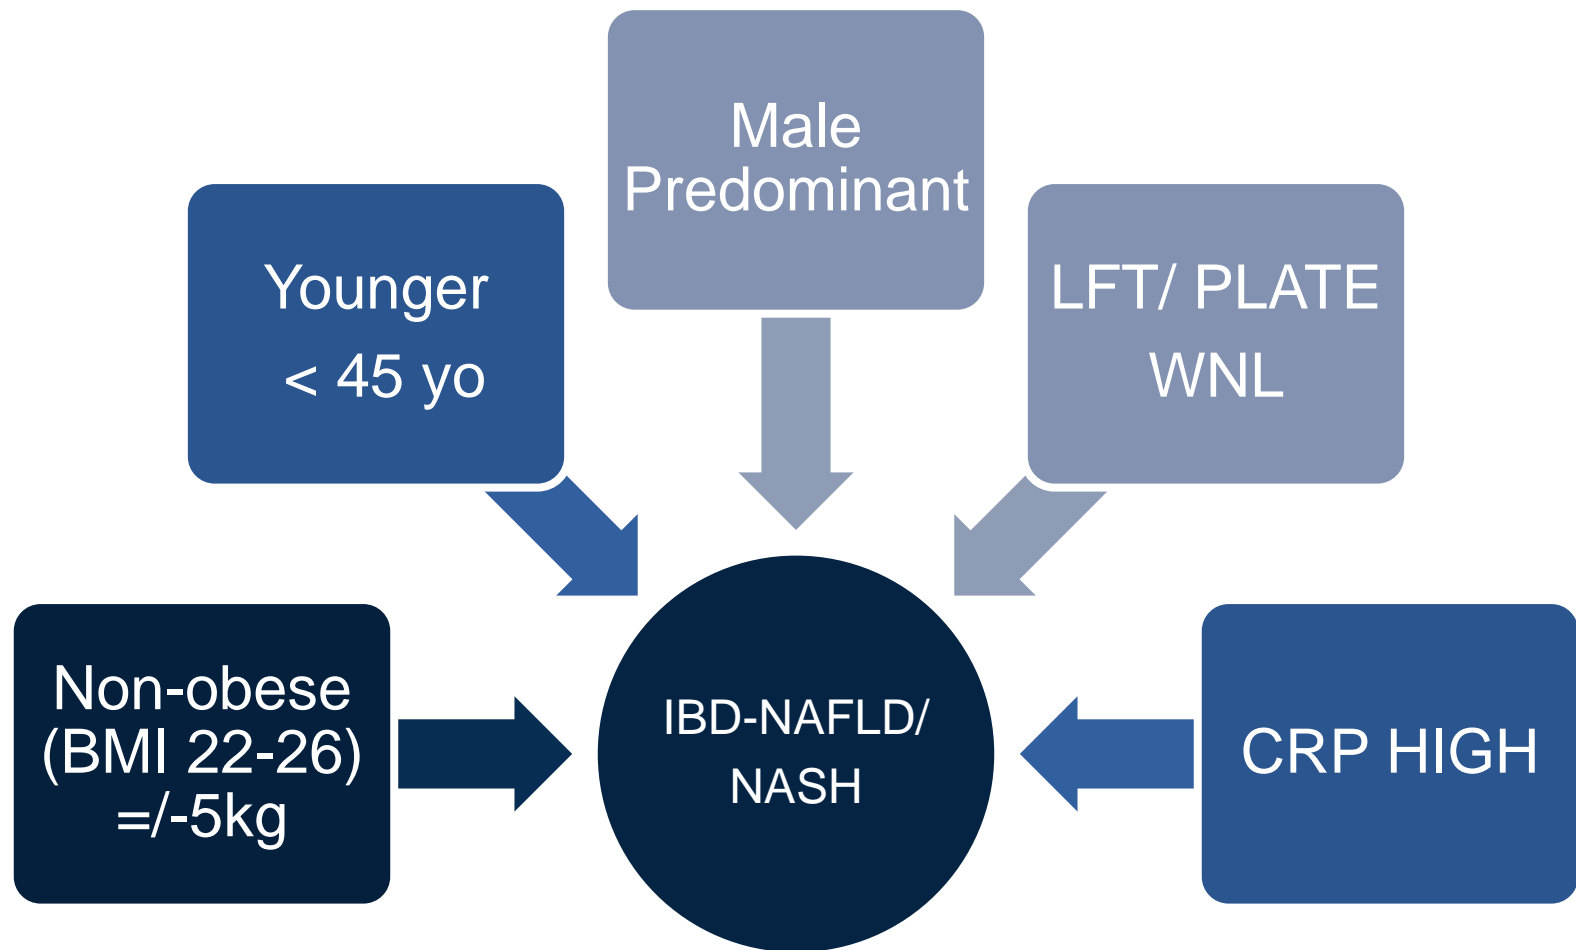 Male
Predominant
Younger
< 45 yo
LFT/ PLATE
WNL
Non-obese
(BMI 22-26)
=/-5kg
IBD-NAFLD/
NASH
CRP HIGH